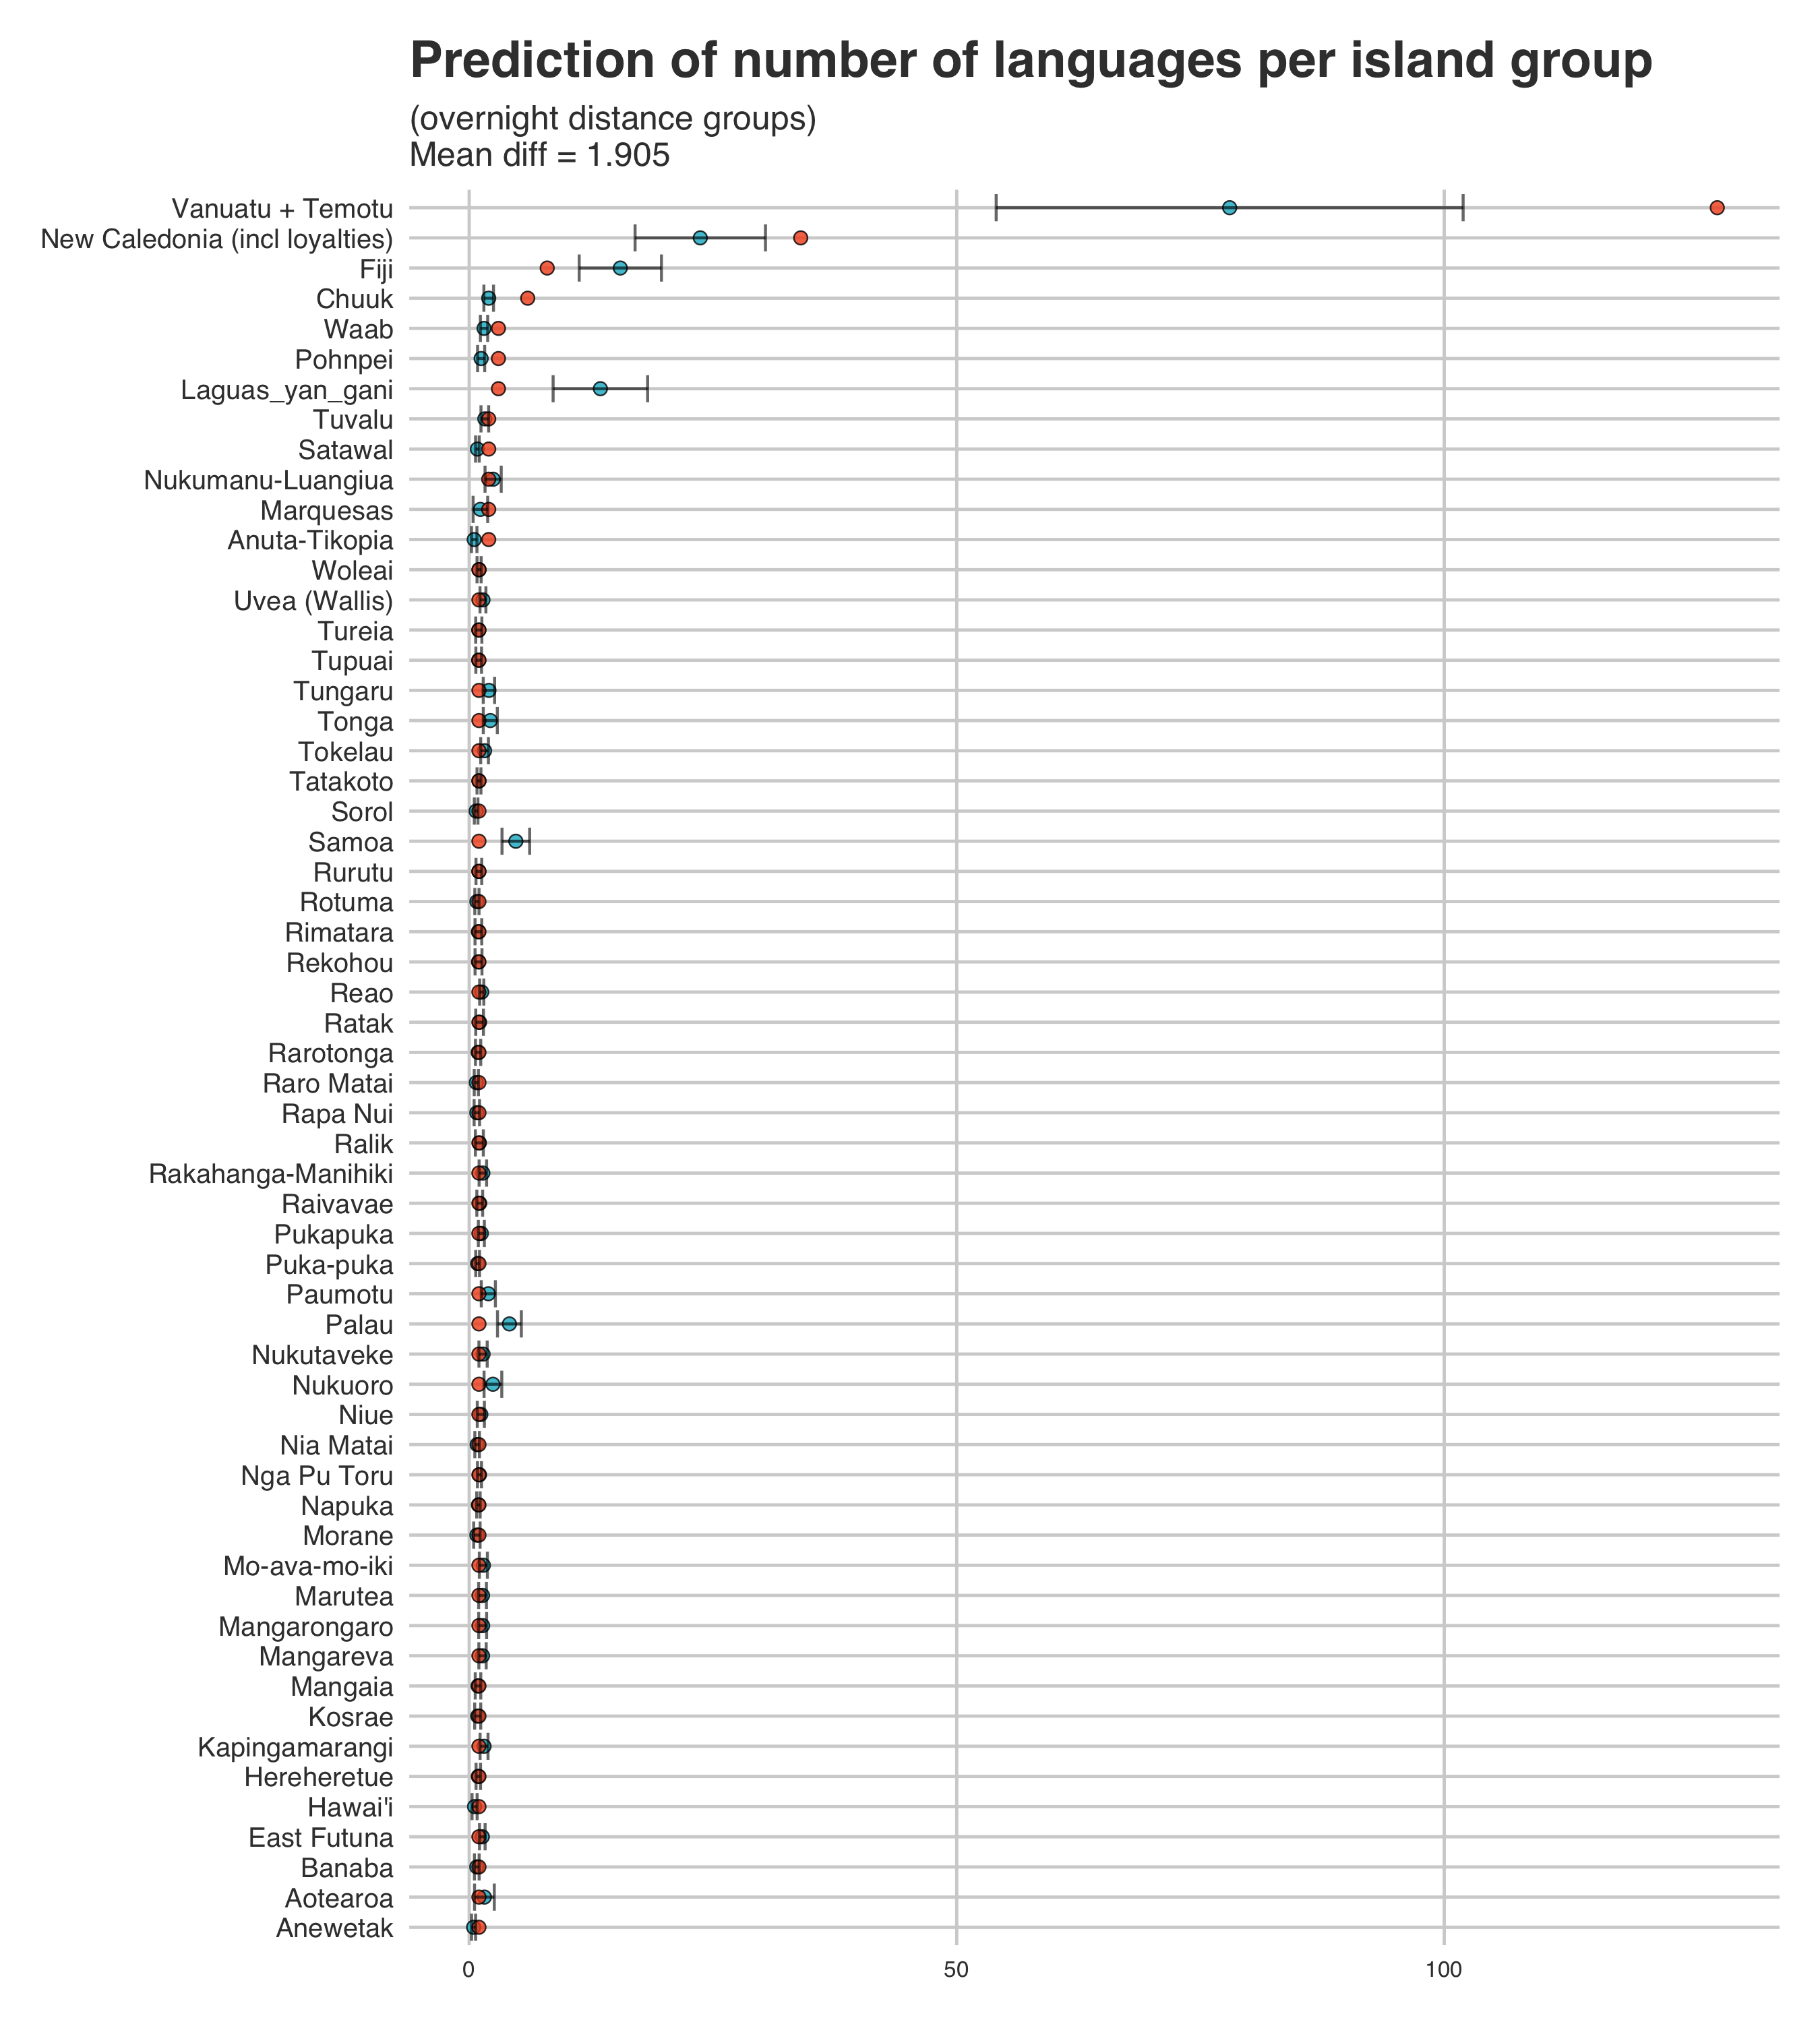 Prediction of number of languages per island group
(overnight distance groups)
Mean diff = 1.905
Vanuatu + Temotu
New Caledonia (incl loyalties)
Fiji
Chuuk
Waab
Pohnpei
Laguas_yan_gani
Tuvalu
Satawal
Nukumanu-Luangiua
Marquesas
Anuta-Tikopia
Woleai
Uvea (Wallis)
Tureia
Tupuai
Tungaru
Tonga
Tokelau
Tatakoto
Sorol
Samoa
Rurutu
Rotuma
Rimatara
Rekohou
Reao
Ratak
Rarotonga
Raro Matai
Rapa Nui
Ralik
Rakahanga-Manihiki
Raivavae
Pukapuka
Puka-puka
Paumotu
Palau
Nukutaveke
Nukuoro
Niue
Nia Matai
Nga Pu Toru
Napuka
Morane
Mo-ava-mo-iki
Marutea
Mangarongaro
Mangareva
Mangaia
Kosrae
Kapingamarangi
Hereheretue
Hawai'i
East Futuna
Banaba
Aotearoa
Anewetak
0 50 100